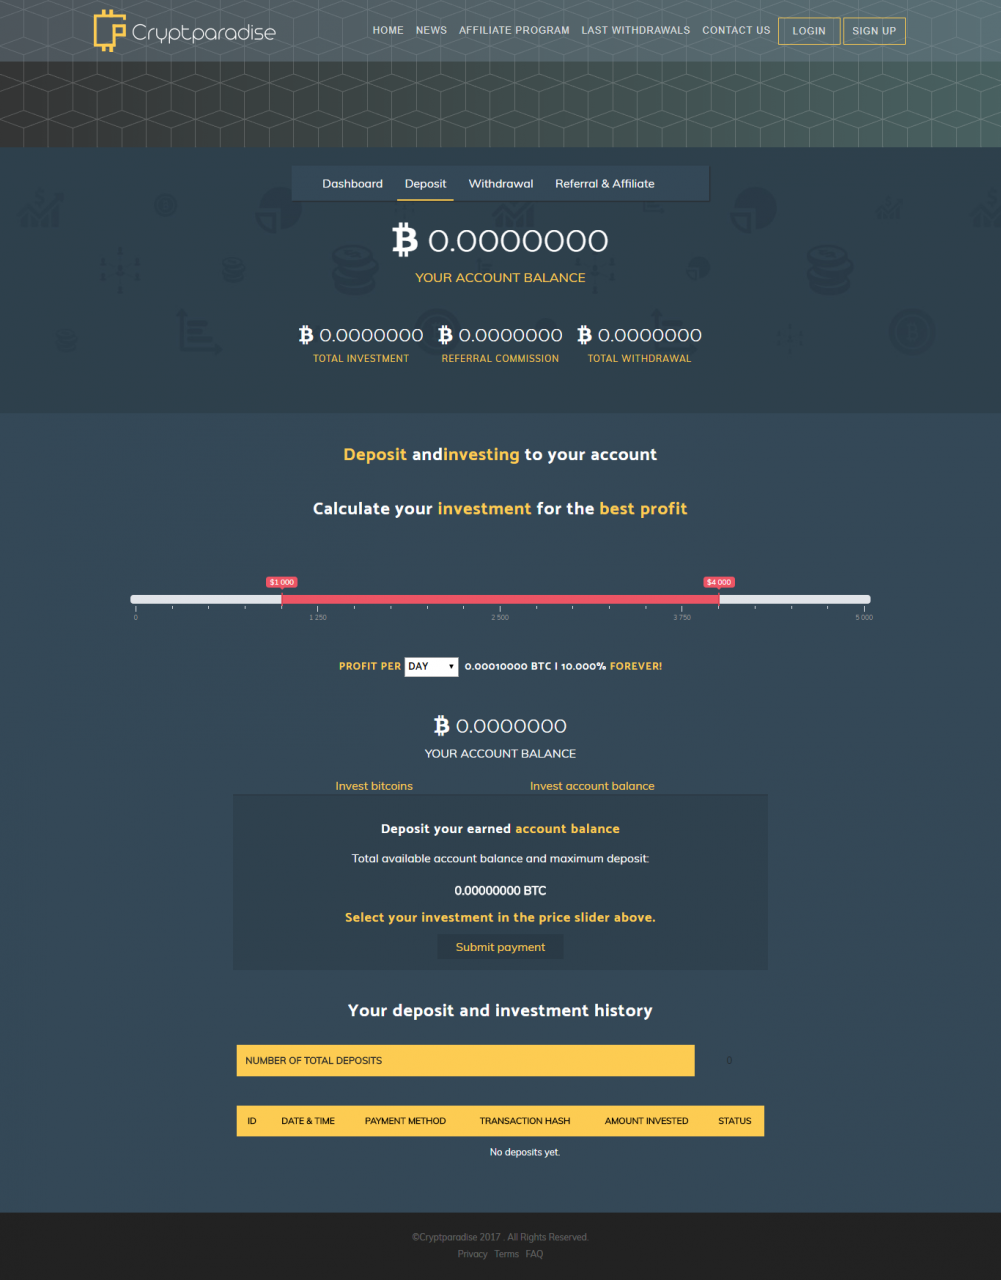 Cryptparadise HOME NEWS AFFILIATE PROGRAM LAST WITHDRAWALS CONTACT US LOGIN SIGN UP
Dashboard Deposit Withdrawal Referral & Affiliate
₿ 0.0000000
YOUR ACCOUNT BALANCE
₿ 0.0000000 ₿ 0.0000000 ₿ 0.0000000
TOTAL INVESTMENT REFERRAL COMMISSION TOTAL WITHDRAWAL
Deposit andinvesting to your account
Calculate your investment for the best profit
$1 000 $4 000
0 1 250 2 500 3 750 5 000
PROFIT PER DAY 0.00010000 BTC | 10.000% FOREVER!
₿ 0.0000000
YOUR ACCOUNT BALANCE
Invest bitcoins Invest account balance
Deposit your earned account balance
Total available account balance and maximum deposit:
0.00000000 BTC
Select your investment in the price slider above.
Submit payment
Your deposit and investment history
NUMBER OF TOTAL DEPOSITS 0
ID DATE & TIME PAYMENT METHOD TRANSACTION HASH AMOUNT INVESTED STATUS
No deposits yet.
©Cryptparadise 2017 . All Rights Reserved.
Privacy Terms FAQ